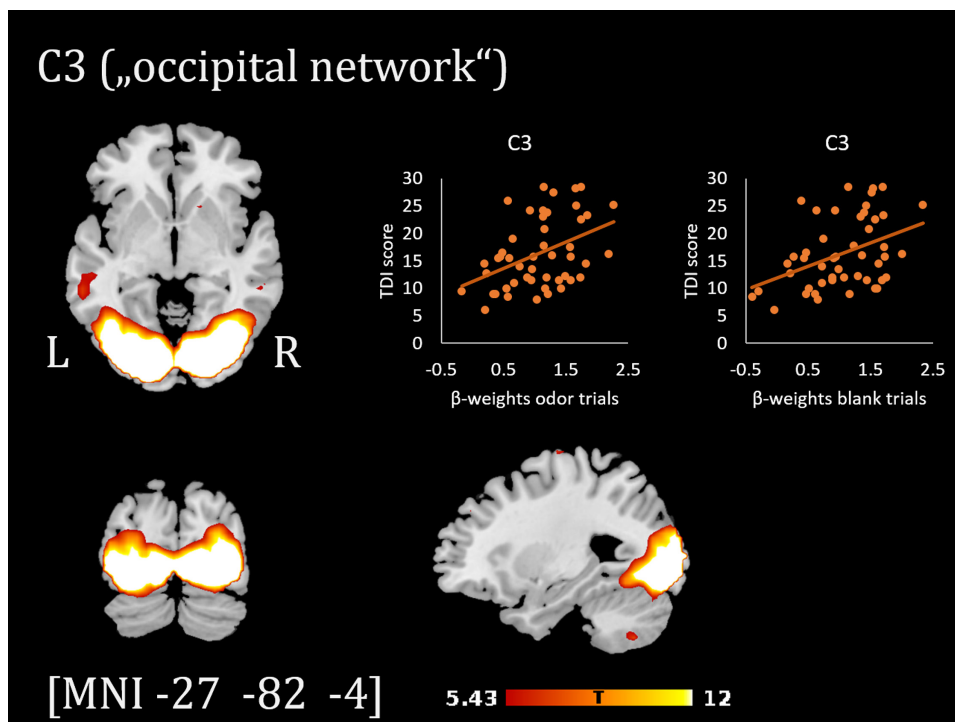 C3 („occipital network“)
C3
30
25
20
15
10
5
0
TDI score
-0.5 0.5 1.5 2.5
β-weights odor trials
C3
30
25
20
15
10
5
0
TDI score
-0.5 0.5 1.5 2.5
β-weights blank trials
L R
[MNI -27 -82 -4]
5.43 T 12